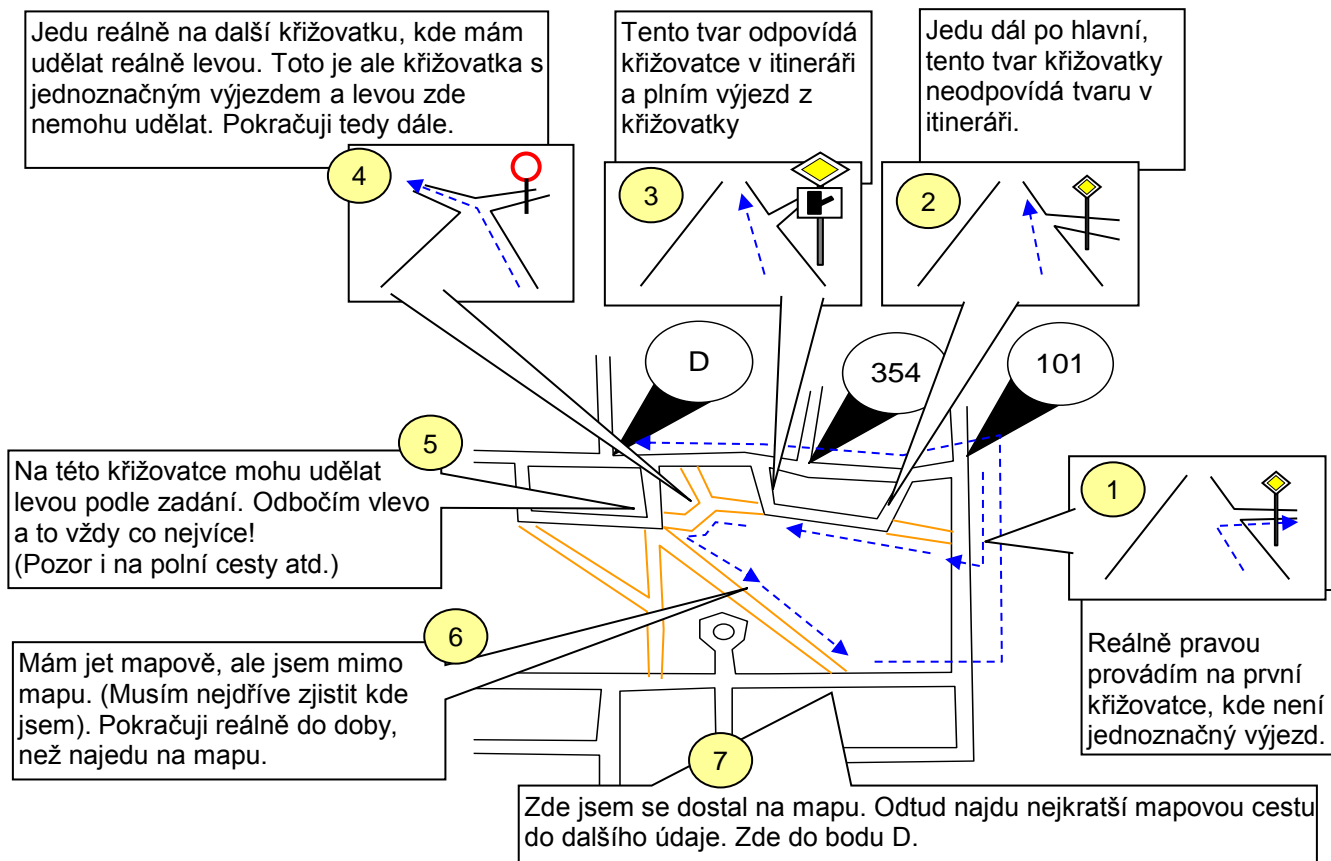 Jedu reálně na další křižovatku, kde mám
udělat reálně levou. Toto je ale křižovatka s
jednoznačným výjezdem a levou zde
nemohu udělat. Pokračuji tedy dále.
4
Tento tvar odpovídá
křižovatce v itineráři
a plním výjezd z
křižovatky
3
Jedu dál po hlavní,
tento tvar křižovatky
neodpovídá tvaru v
itineráři.
2
D
354
101
5
Na této křižovatce mohu udělat
levou podle zadání. Odbočím vlevo
a to vždy co nejvíce!
(Pozor i na polní cesty atd.)
1
Reálně pravou
provádím na první
křižovatce, kde není
jednoznačný výjezd.
6
Mám jet mapově, ale jsem mimo
mapu. (Musím nejdříve zjistit kde
jsem). Pokračuji reálně do doby,
než najedu na mapu.
7
Zde jsem se dostal na mapu. Odtud najdu nejkratší mapovou cestu
do dalšího údaje. Zde do bodu D.